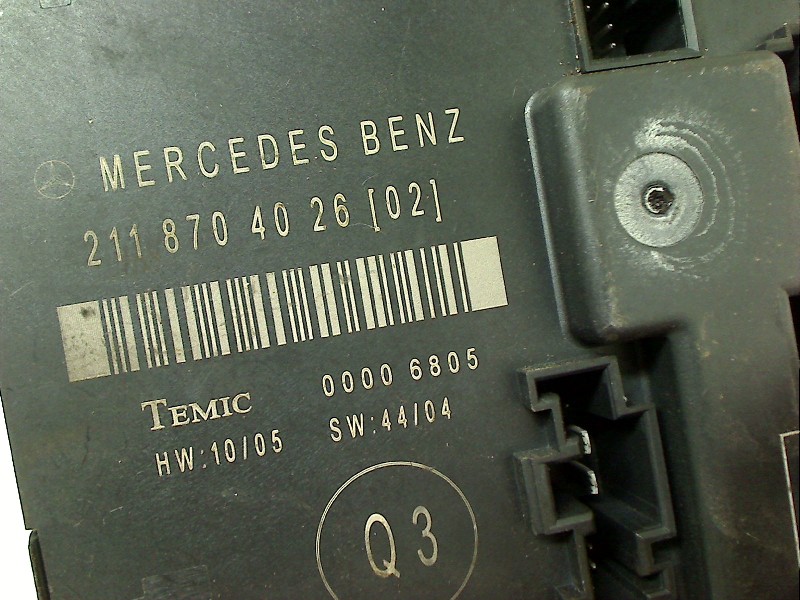 MERCEDES BENZ
211 870 40 26 [02]
TEMIC 0000 6805
HW:10/05 SW:44/04
Q3